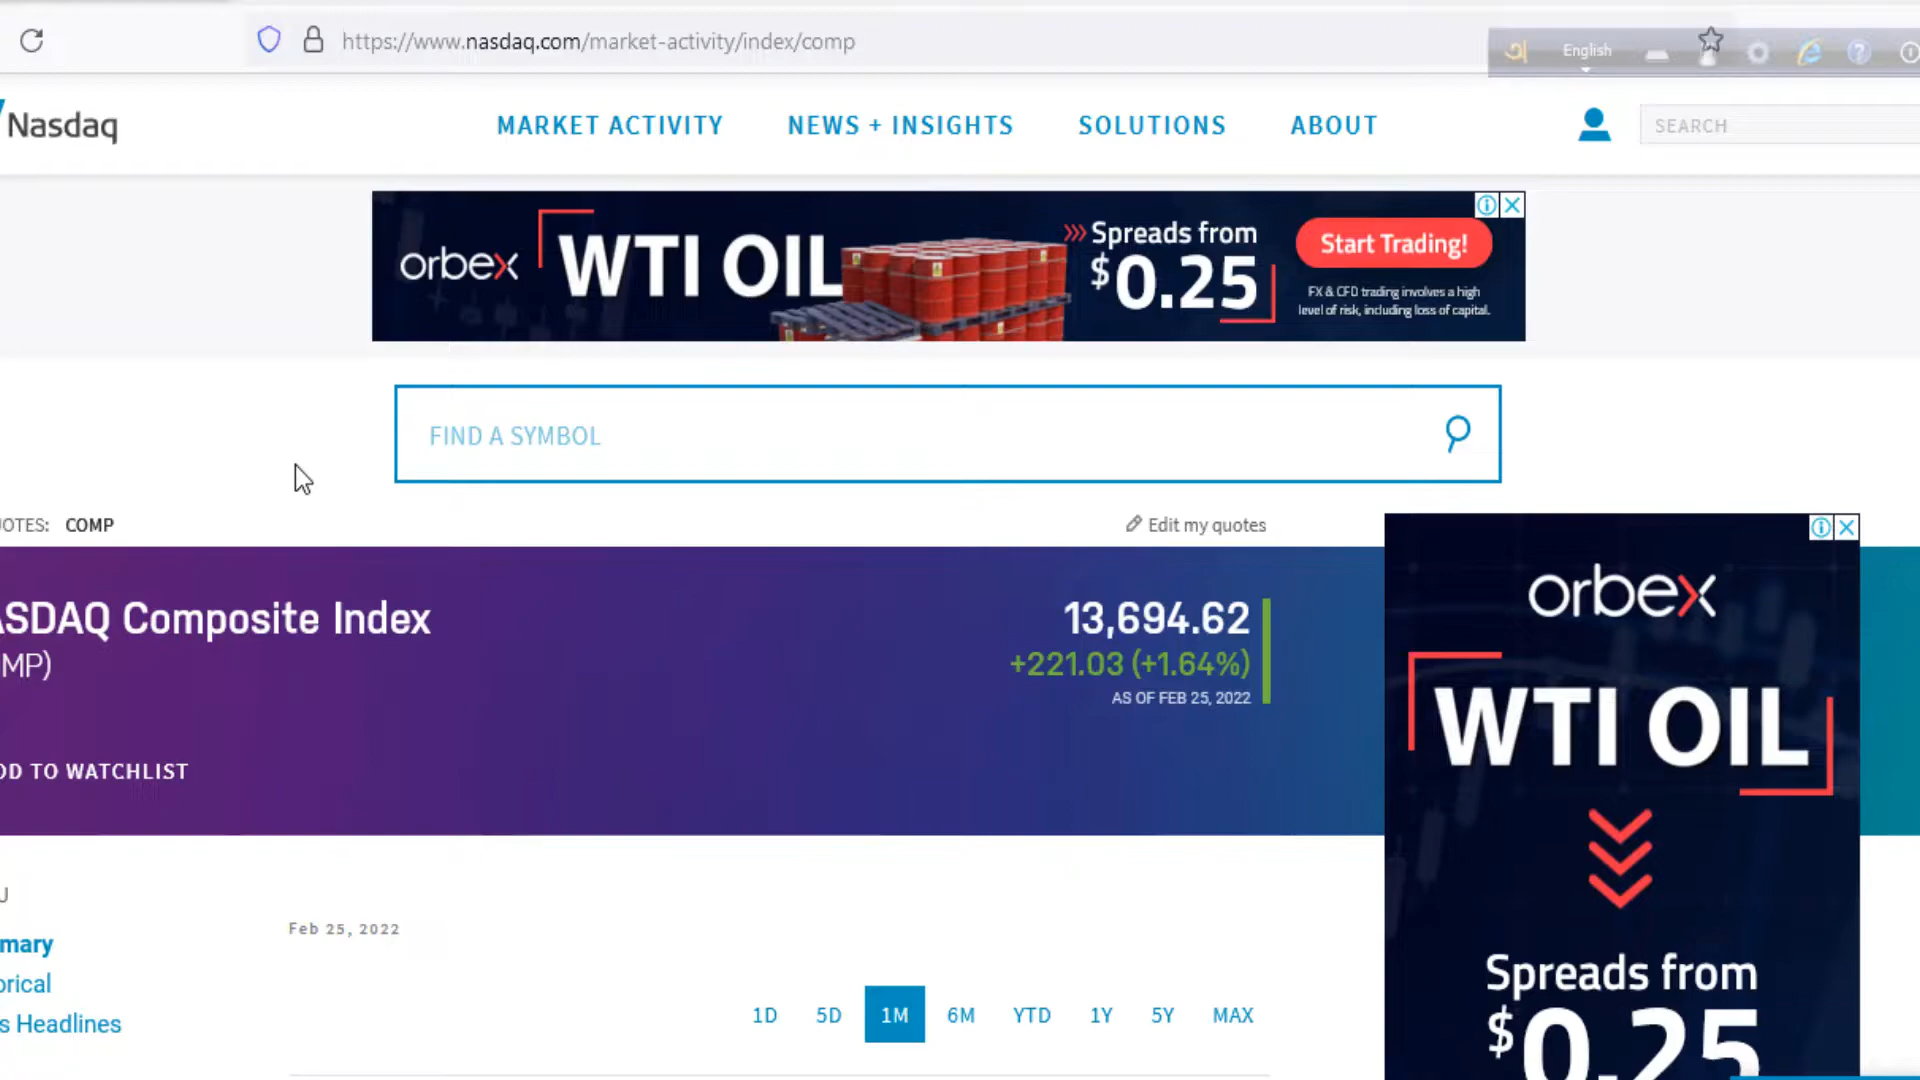 https://www.nasdaq.com/market-activity/index/comp
English
Nasdaq
MARKET ACTIVITY
NEWS + INSIGHTS
SOLUTIONS
ABOUT
SEARCH
orbex
WTI OIL
Spreads from
$0.25
Start Trading!
FX & CFD trading involves a high
level of risk, including loss of capital.
FIND A SYMBOL
UOTES: COMP
Edit my quotes
ASDAQ Composite Index
MP)
13,694.62
+221.03 (+1.64%)
AS OF FEB 25, 2022
DD TO WATCHLIST
orbex
WTI OIL
Spreads from
$0.25
U
mary
orical
s Headlines
Feb 25, 2022
1D 5D 1M 6M YTD 1Y 5Y MAX